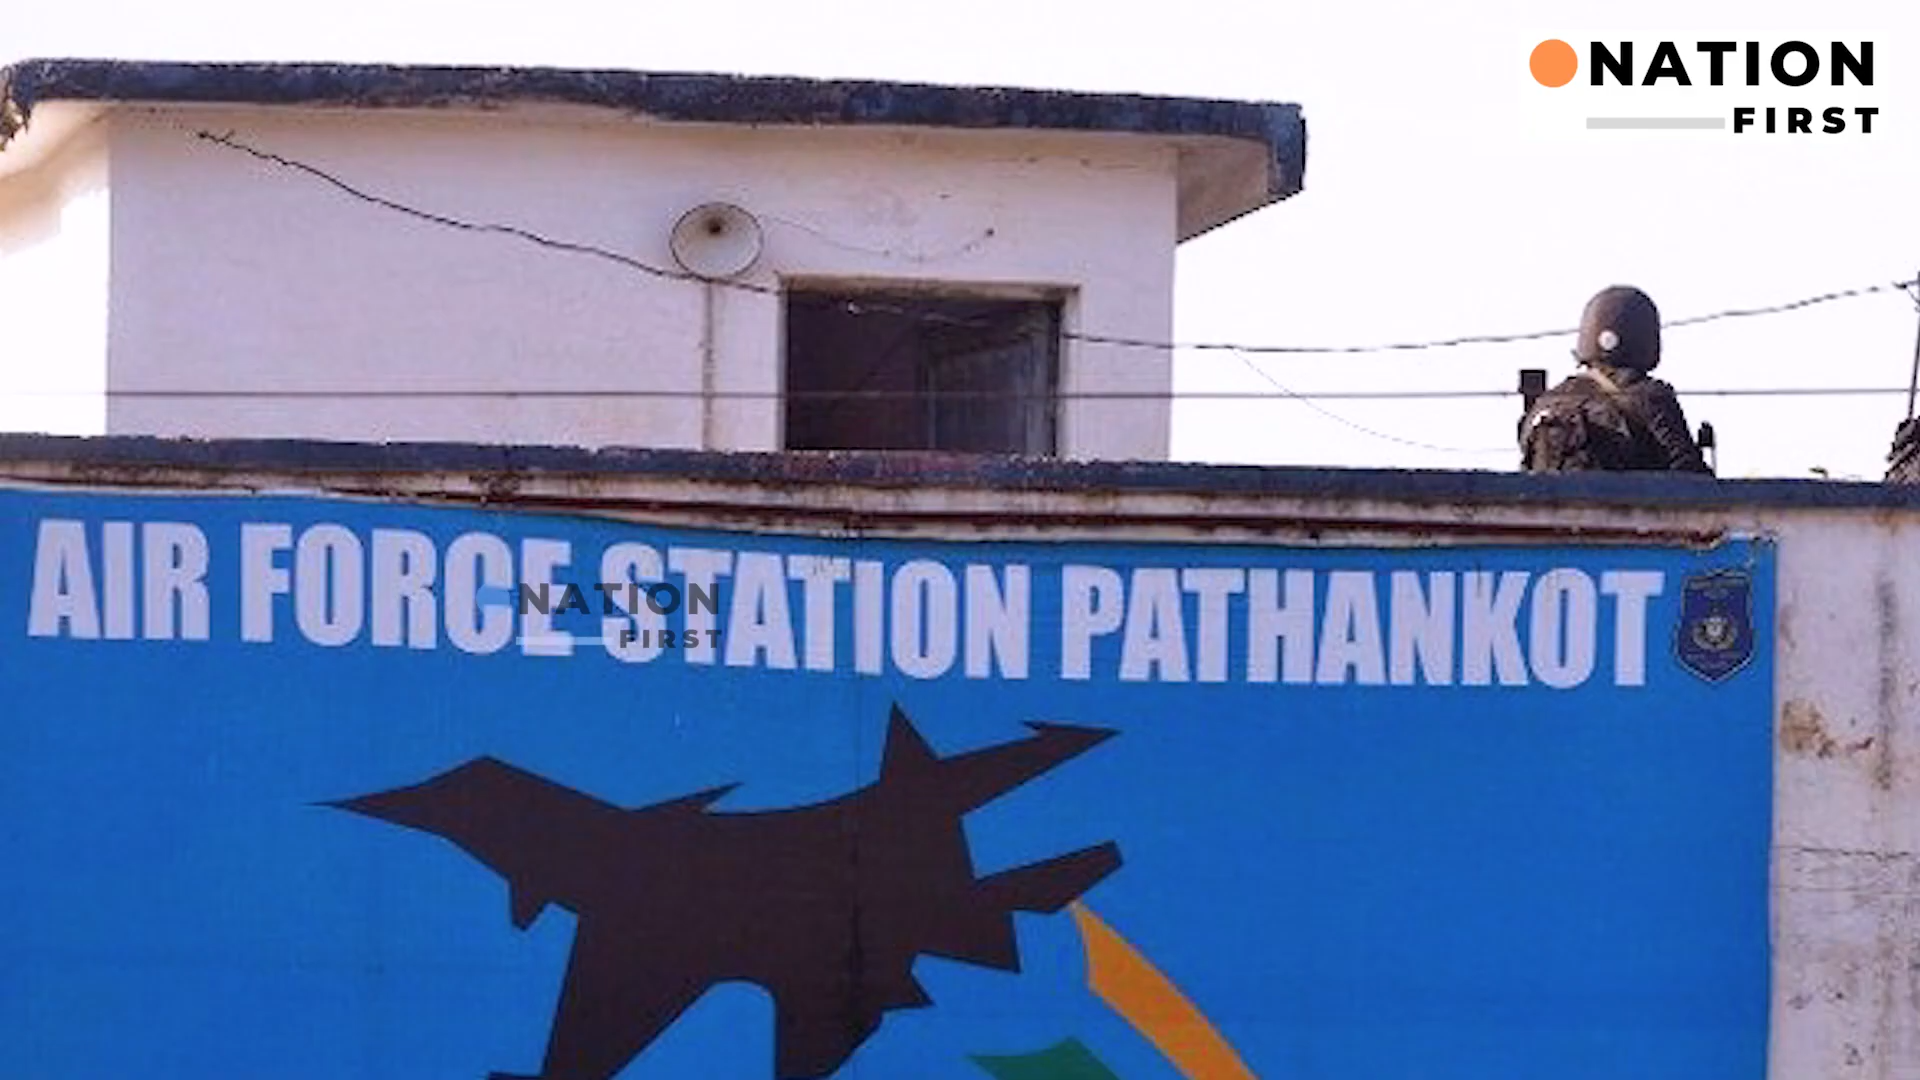 NATION
FIRST
AIR FORCE STATION PATHANKOT
NATION
FIRST